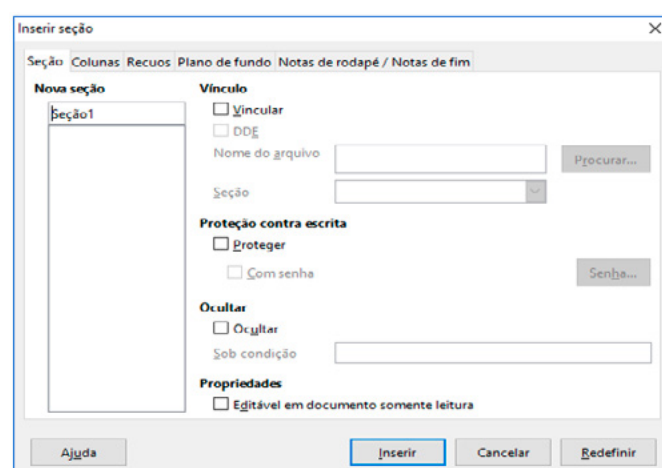 Inserir seção
Seção Colunas Recuos Plano de fundo Notas de rodapé / Notas de fim
Nova seção
Seção1
Vínculo
Vincular
DDE
Nome do arquivo
Procurar...
Seção
Proteção contra escrita
Proteger
Com senha
Senha...
Ocultar
Ocultar
Sob condição
Propriedades
Editável em documento somente leitura
Ajuda Inserir Cancelar Redefinir